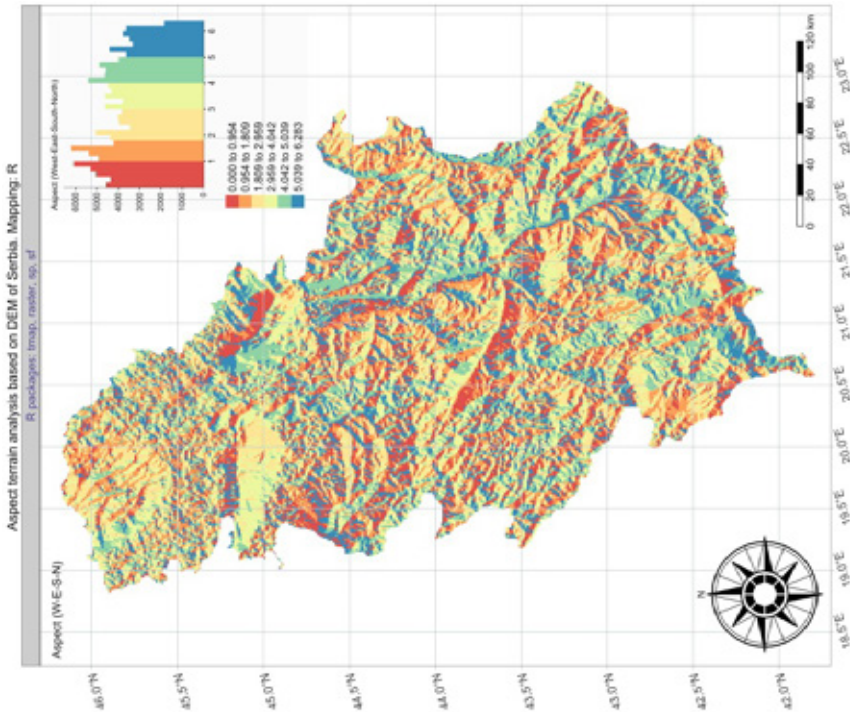 Aspect terrain analysis based on DEM of Serbia. Mapping: R
R packages: tmap, raster, sp, sf
Aspect (W-E-S-N)
Aspect (West-East-South-North)
6000
5000
4000
3000
2000
1000
0
1
2
3
4
5
6
0.000 to 0.954
0.954 to 1.809
1.809 to 2.959
2.959 to 4.042
4.042 to 5.039
5.039 to 6.283
46.0°N
45.5°N
45.0°N
44.5°N
44.0°N
43.5°N
43.0°N
42.5°N
42.0°N
N
0 20 40 60 80 100 120 km
18.5°E 19.0°E 19.5°E 20.0°E 20.5°E 21.0°E 21.5°E 22.0°E 22.5°E 23.0°E